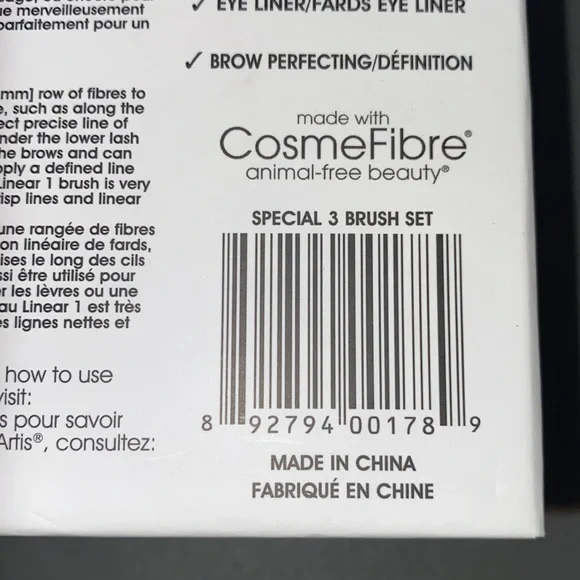 ue merveilleusement
parfaitement pour un
mm] row of fibres to
e, such as along the
ect precise line of
nder the lower lash
he brows and can
pply a defined line
Linear 1 brush is very
isp lines and linear
une rangée de fibres
on linéaire de fards,
ises le long des cils
ssi être utilisé pour
r les lèvres ou une
au Linear 1 est très
s lignes nettes et
how to use
visit:
s pour savoir
Artis®, consultez:
✓ EYE LINER/FARDS EYE LINER
✓ BROW PERFECTING/DÉFINITION
made with
CosmeFibre®
animal-free beauty®
SPECIAL 3 BRUSH SET
8 92794 00178 9
MADE IN CHINA
FABRIQUÉ EN CHINE